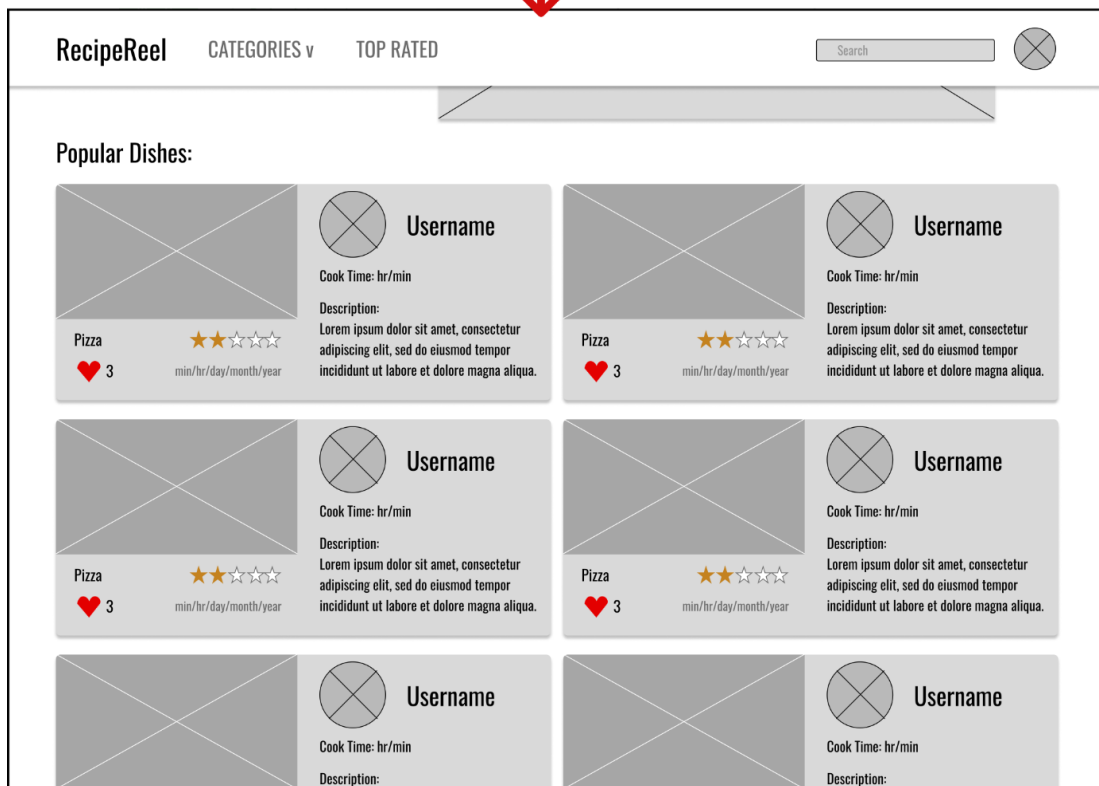 RecipeReel CATEGORIES v TOP RATED Search
Popular Dishes:
Username
Cook Time: hr/min
Description:
Lorem ipsum dolor sit amet, consectetur
adipiscing elit, sed do eiusmod tempor
incididunt ut labore et dolore magna aliqua.
Pizza
3 min/hr/day/month/year
Username
Cook Time: hr/min
Description:
Lorem ipsum dolor sit amet, consectetur
adipiscing elit, sed do eiusmod tempor
incididunt ut labore et dolore magna aliqua.
Pizza
3 min/hr/day/month/year
Username
Cook Time: hr/min
Description:
Lorem ipsum dolor sit amet, consectetur
adipiscing elit, sed do eiusmod tempor
incididunt ut labore et dolore magna aliqua.
Pizza
3 min/hr/day/month/year
Username
Cook Time: hr/min
Description:
Lorem ipsum dolor sit amet, consectetur
adipiscing elit, sed do eiusmod tempor
incididunt ut labore et dolore magna aliqua.
Pizza
3 min/hr/day/month/year
Username
Cook Time: hr/min
Description:
Username
Cook Time: hr/min
Description: